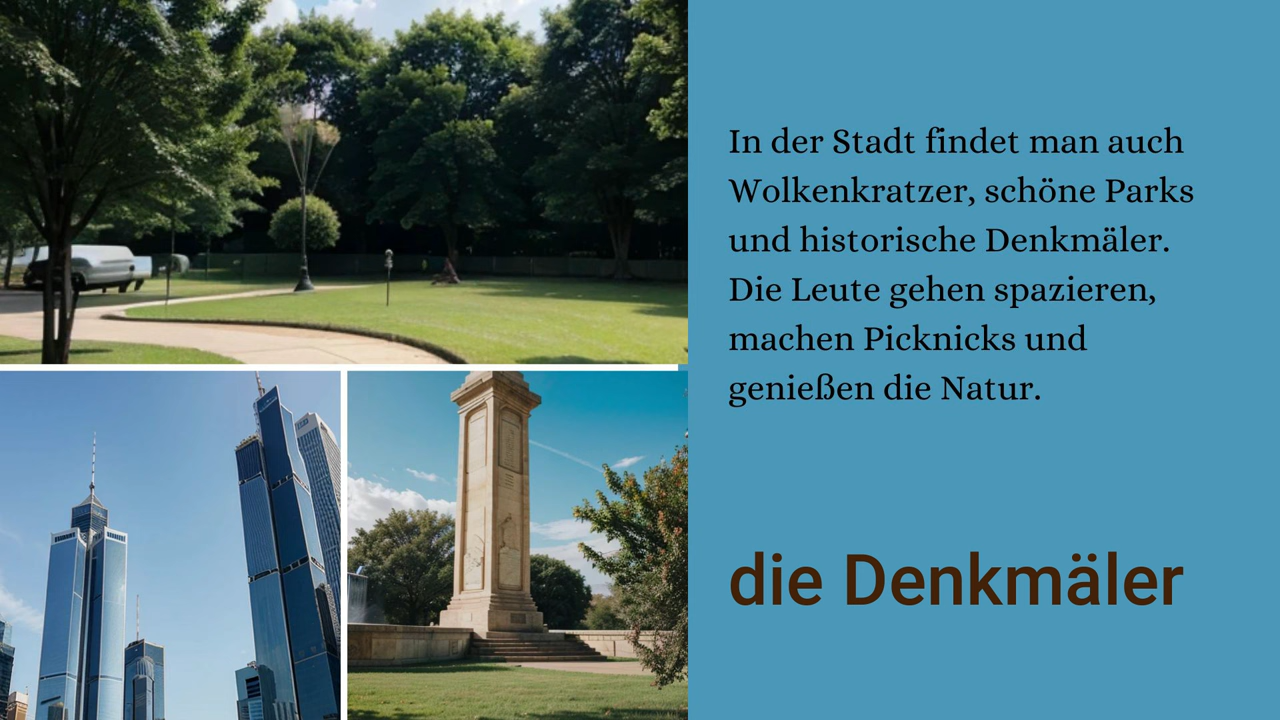 In der Stadt findet man auch
Wolkenkratzer, schöne Parks
und historische Denkmäler.
Die Leute gehen spazieren,
machen Picknicks und
genießen die Natur.
die Denkmäler